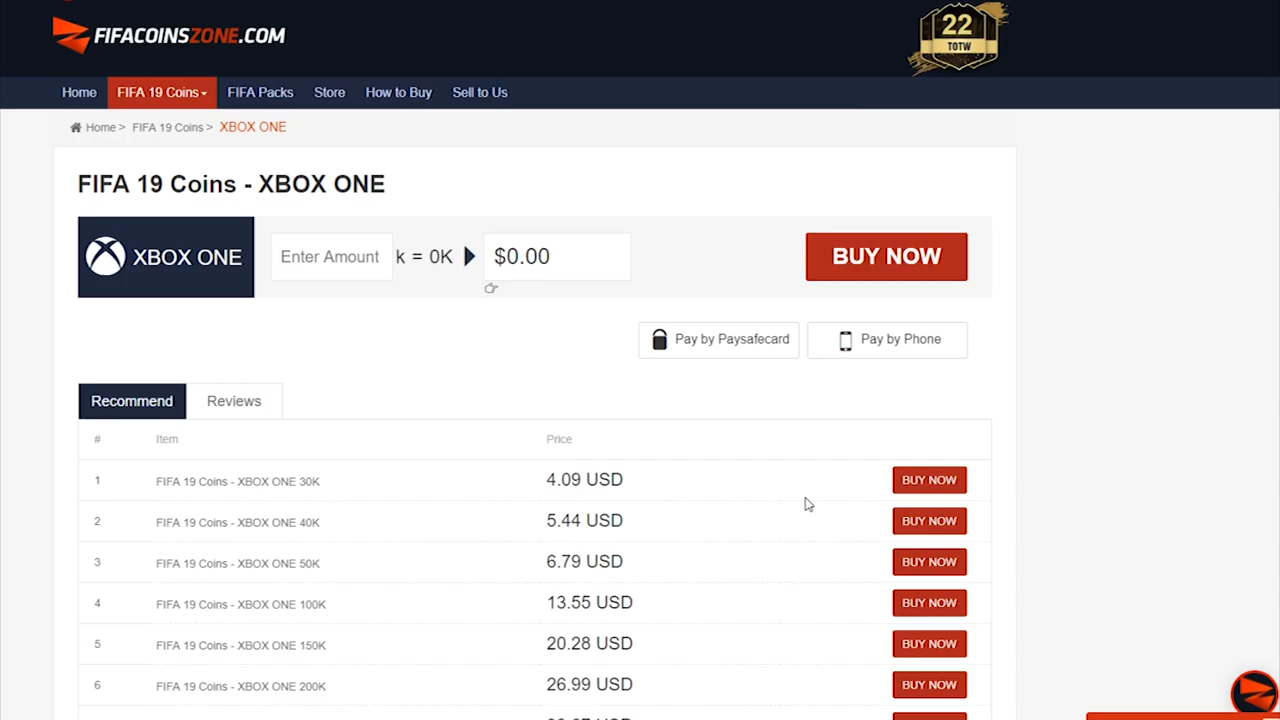 FIFACOINSZONE.COM
22
TOTW
Home FIFA 19 Coins FIFA Packs Store How to Buy Sell to Us
Home > FIFA 19 Coins > XBOX ONE
FIFA 19 Coins - XBOX ONE
XBOX ONE Enter Amount k = 0K $0.00 BUY NOW
Pay by Paysafecard Pay by Phone
Recommend Reviews
# Item Price
1 FIFA 19 Coins - XBOX ONE 30K 4.09 USD BUY NOW
2 FIFA 19 Coins - XBOX ONE 40K 5.44 USD BUY NOW
3 FIFA 19 Coins - XBOX ONE 50K 6.79 USD BUY NOW
4 FIFA 19 Coins - XBOX ONE 100K 13.55 USD BUY NOW
5 FIFA 19 Coins - XBOX ONE 150K 20.28 USD BUY NOW
6 FIFA 19 Coins - XBOX ONE 200K 26.99 USD BUY NOW